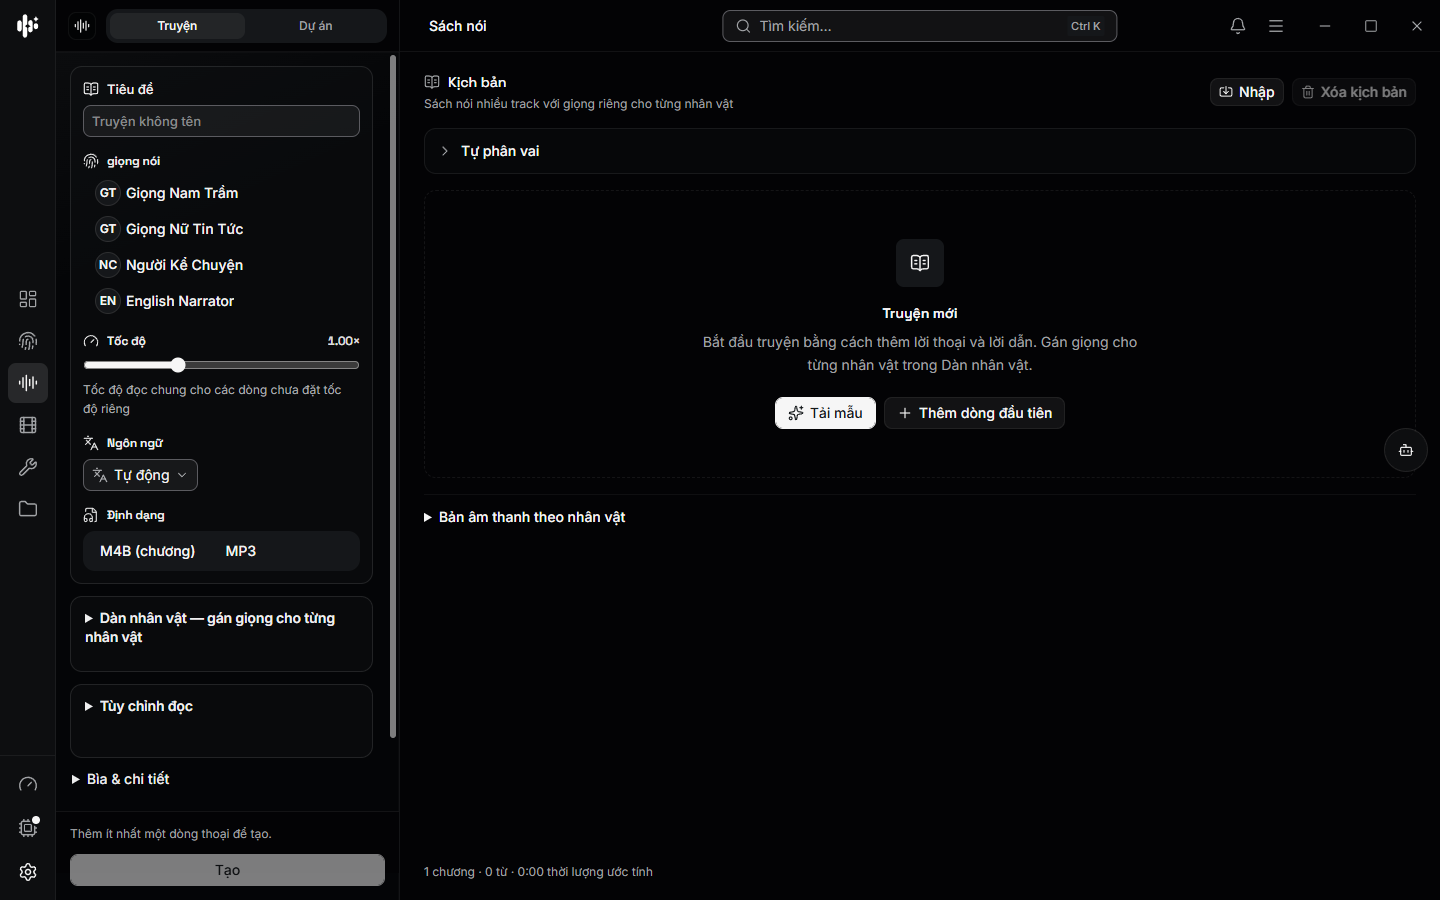 Truyện
Dự án
Sách nói
Tìm kiếm...
Ctrl K
Tiêu đề
Truyện không tên
giọng nói
GT Giọng Nam Trầm
GT Giọng Nữ Tin Tức
NC Người Kể Chuyện
EN English Narrator
Tốc độ
1.00×
Tốc độ đọc chung cho các dòng chưa đặt tốc
độ riêng
Ngôn ngữ
Tự động
Định dạng
M4B (chương)
MP3
Dàn nhân vật — gán giọng cho từng
nhân vật
Tùy chỉnh đọc
Bìa & chi tiết
Thêm ít nhất một dòng thoại để tạo.
Tạo
Kịch bản
Sách nói nhiều track với giọng riêng cho từng nhân vật
Nhập
Xóa kịch bản
Tự phân vai
Truyện mới
Bắt đầu truyện bằng cách thêm lời thoại và lời dẫn. Gán giọng cho
từng nhân vật trong Dàn nhân vật.
Tải mẫu
Thêm dòng đầu tiên
Bản âm thanh theo nhân vật
1 chương · 0 từ · 0:00 thời lượng ước tính